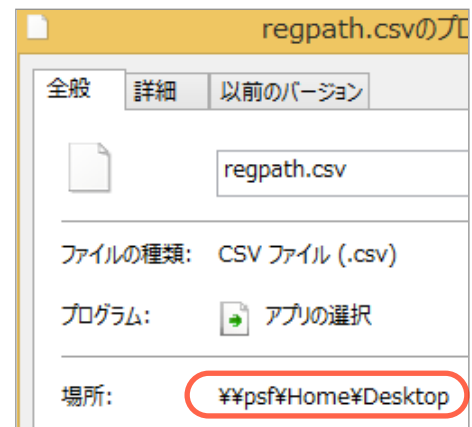 regpath.csvのプロ
全般
詳細
以前のバージョン
regpath.csv
ファイルの種類: CSV ファイル (.csv)
プログラム: アプリの選択
場所: ¥¥psf¥Home¥Desktop